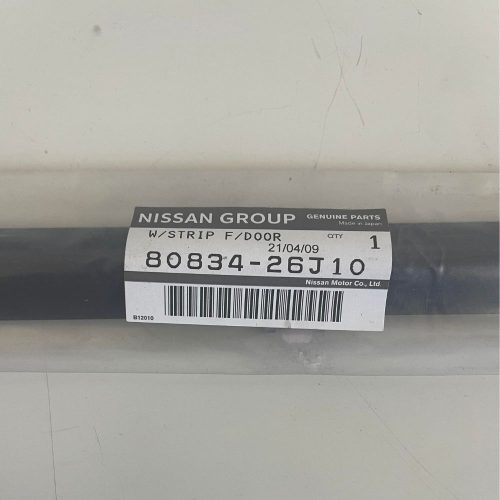 NISSAN GROUP GENUINE PARTS
Made in Japan
W/STRIP F/DOOR QTY 1
21/04/09
80834-26J10
Nissan Motor Co., Ltd
B12010